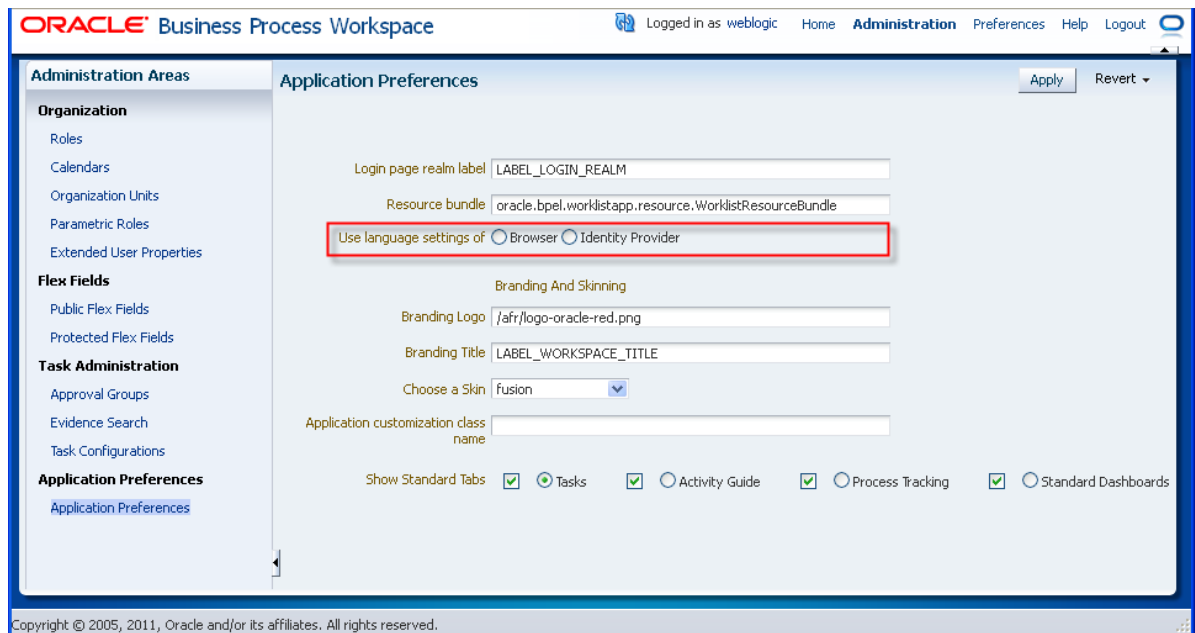 ORACLE Business Process Workspace
Logged in as weblogic Home Administration Preferences Help Logout
Administration Areas
Organization
Roles
Calendars
Organization Units
Parametric Roles
Extended User Properties
Flex Fields
Public Flex Fields
Protected Flex Fields
Task Administration
Approval Groups
Evidence Search
Task Configurations
Application Preferences
Application Preferences
Application Preferences
Apply Revert
Login page realm label LABEL_LOGIN_REALM
Resource bundle oracle.bpel.worklistapp.resource.WorklistResourceBundle
Use language settings of Browser Identity Provider
Branding And Skinning
Branding Logo /afr/logo-oracle-red.png
Branding Title LABEL_WORKSPACE_TITLE
Choose a Skin fusion
Application customization class
name
Show Standard Tabs Tasks Activity Guide Process Tracking Standard Dashboards
Copyright © 2005, 2011, Oracle and/or its affiliates. All rights reserved.